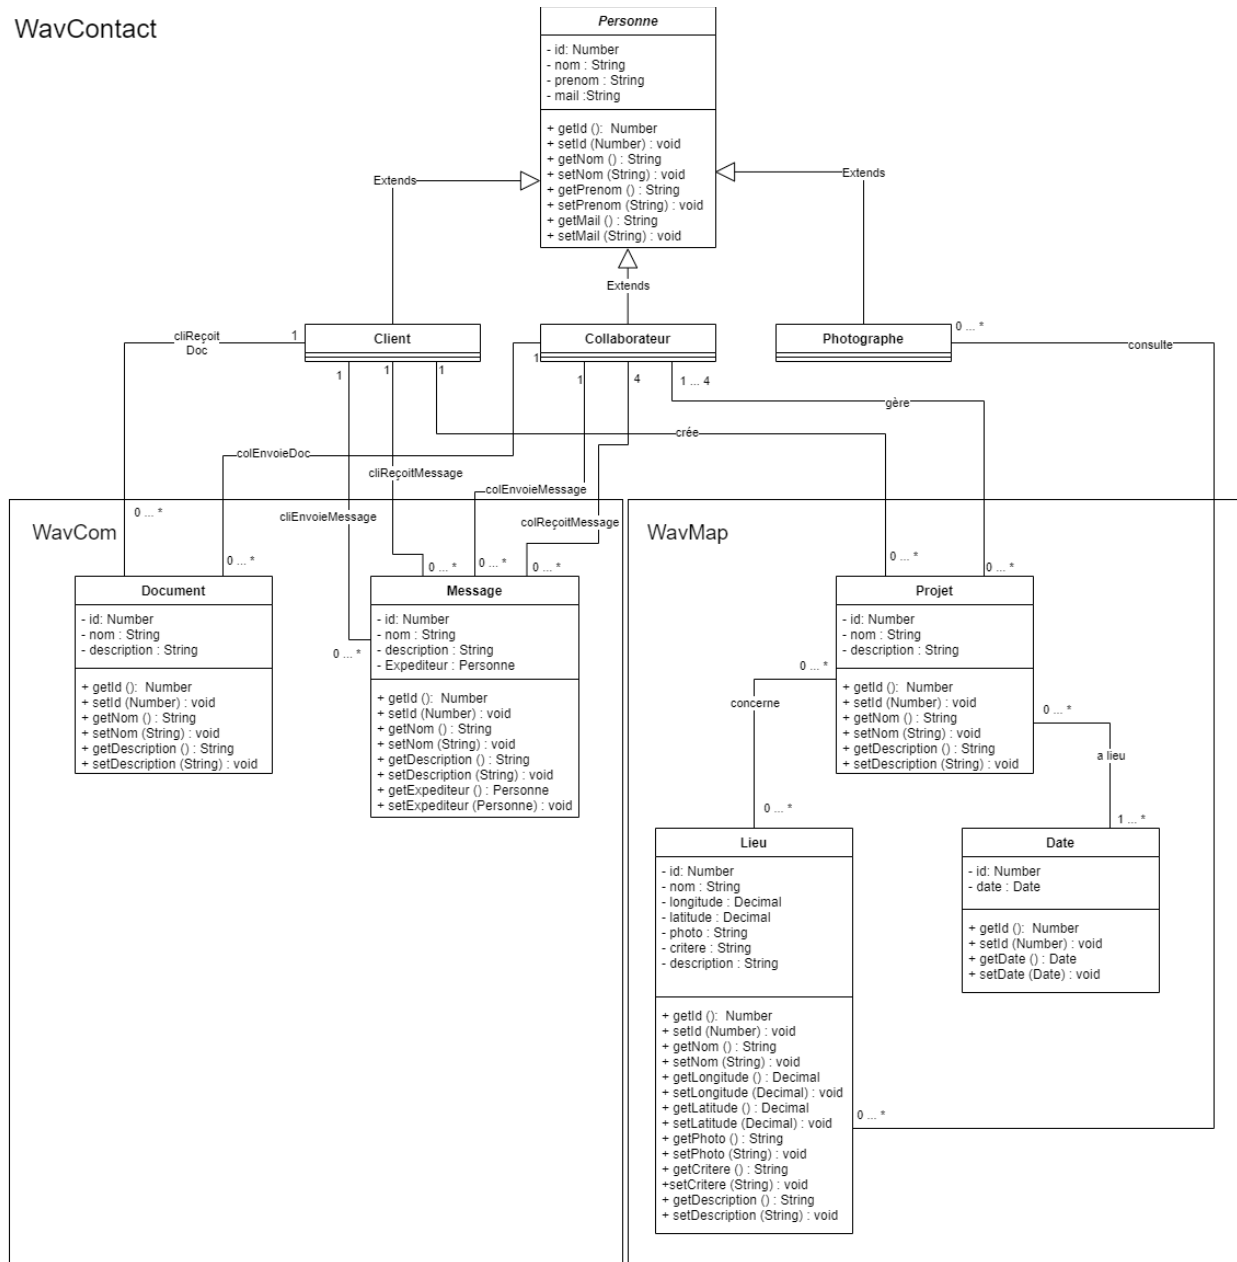 WavContact
Personne
- id: Number
- nom : String
- prenom : String
- mail :String
+ getId ():  Number
+ setId (Number) : void
+ getNom () : String
+ setNom (String) : void
+ getPrenom () : String
+ setPrenom (String) : void
+ getMail () : String
+ setMail (String) : void
Extends
Extends
Extends
Client
Collaborateur
Photographe
cliReçoit
Doc
1
1
1
1
1
1
4
1 ... 4
0 ... *
consulte
gère
crée
colEnvoieDoc
cliReçoitMessage
colEnvoieMessage
cliEnvoieMessage
colReçoitMessage
WavCom
0 ... *
0 ... *
0 ... *
0 ... *
0 ... *
0 ... *
Document
- id: Number
- nom : String
- description : String
+ getId ():  Number
+ setId (Number) : void
+ getNom () : String
+ setNom (String) : void
+ getDescription () : String
+ setDescription (String) : void
Message
- id: Number
- nom : String
- description : String
- Expediteur : Personne
+ getId ():  Number
+ setId (Number) : void
+ getNom () : String
+ setNom (String) : void
+ getDescription () : String
+ setDescription (String) : void
+ getExpediteur () : Personne
+ setExpediteur (Personne) : void
WavMap
0 ... *
0 ... *
Projet
- id: Number
- nom : String
- description : String
+ getId ():  Number
+ setId (Number) : void
+ getNom () : String
+ setNom (String) : void
+ getDescription () : String
+ setDescription (String) : void
0 ... *
concerne
0 ... *
0 ... *
a lieu
1 ... *
Lieu
- id: Number
- nom : String
- longitude : Decimal
- latitude : Decimal
- photo : String
- critere : String
- description : String
+ getId ():  Number
+ setId (Number) : void
+ getNom () : String
+ setNom (String) : void
+ getLongitude () : Decimal
+ setLongitude (Decimal) : void
+ getLatitude () : Decimal
+ setLatitude (Decimal) : void
+ getPhoto () : String
+ setPhoto (String) : void
+ getCritere () : String
+setCritere (String) : void
+ getDescription () : String
+ setDescription (String) : void
0 ... *
Date
- id: Number
- date : Date
+ getId ():  Number
+ setId (Number) : void
+ getDate () : Date
+ setDate (Date) : void